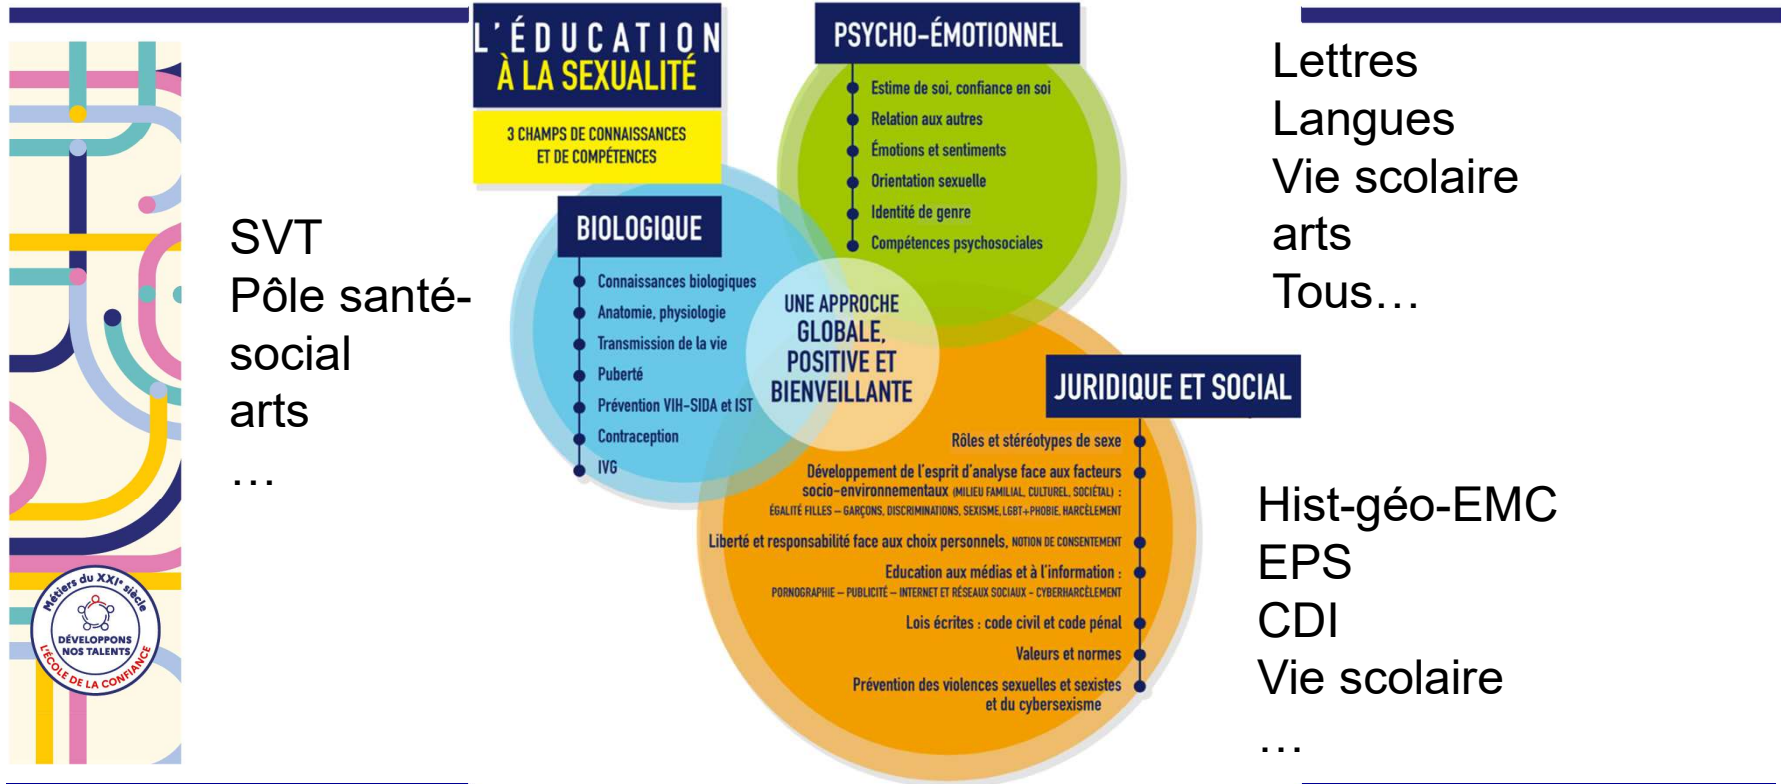 L'ÉDUCATION
À LA SEXUALITÉ
3 CHAMPS DE CONNAISSANCES
ET DE COMPÉTENCES
PSYCHO-ÉMOTIONNEL
Estime de soi, confiance en soi
Relation aux autres
Émotions et sentiments
Orientation sexuelle
Identité de genre
Compétences psychosociales
Lettres
Langues
Vie scolaire
arts
Tous…
SVT
Pôle santé-
social
arts
…
BIOLOGIQUE
Connaissances biologiques
Anatomie, physiologie
Transmission de la vie
Puberté
Prévention VIH-SIDA et IST
Contraception
IVG
UNE APPROCHE
GLOBALE,
POSITIVE ET
BIENVEILLANTE
JURIDIQUE ET SOCIAL
Rôles et stéréotypes de sexe
Développement de l'esprit d'analyse face aux facteurs
socio-environnementaux (MILIEU FAMILIAL, CULTUREL, SOCIÉTAL) :
ÉGALITÉ FILLES – GARÇONS, DISCRIMINATIONS, SEXISME, LGBT+PHOBIE, HARCÈLEMENT
Liberté et responsabilité face aux choix personnels, NOTION DE CONSENTEMENT
Education aux médias et à l'information :
PORNOGRAPHIE – PUBLICITÉ – INTERNET ET RÉSEAUX SOCIAUX - CYBERHARCÈLEMENT
Lois écrites : code civil et code pénal
Valeurs et normes
Prévention des violences sexuelles et sexistes
et du cybersexisme
Hist-géo-EMC
EPS
CDI
Vie scolaire
…
Métiers du XXIe siècle
DÉVELOPPONS
NOS TALENTS
L'ÉCOLE DE LA CONFIANCE